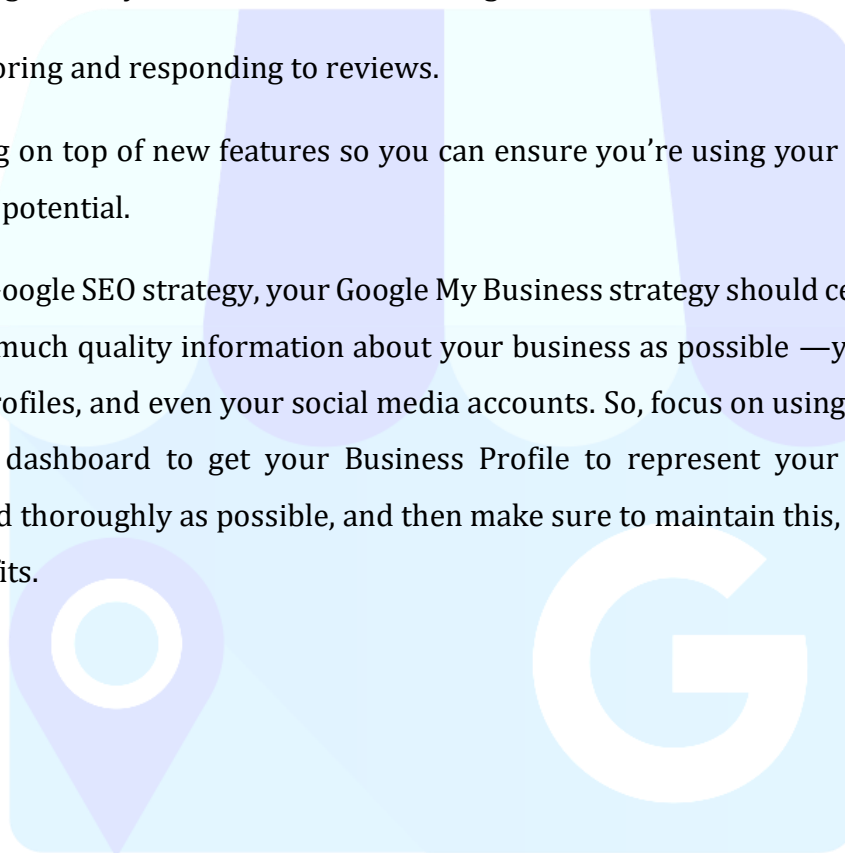 oring and responding to reviews.
g on top of new features so you can ensure you’re using your
potential.
oogle SEO strategy, your Google My Business strategy should ce
much quality information about your business as possible —y
rofiles, and even your social media accounts. So, focus on using
dashboard to get your Business Profile to represent your
d thoroughly as possible, and then make sure to maintain this,
fits.
G